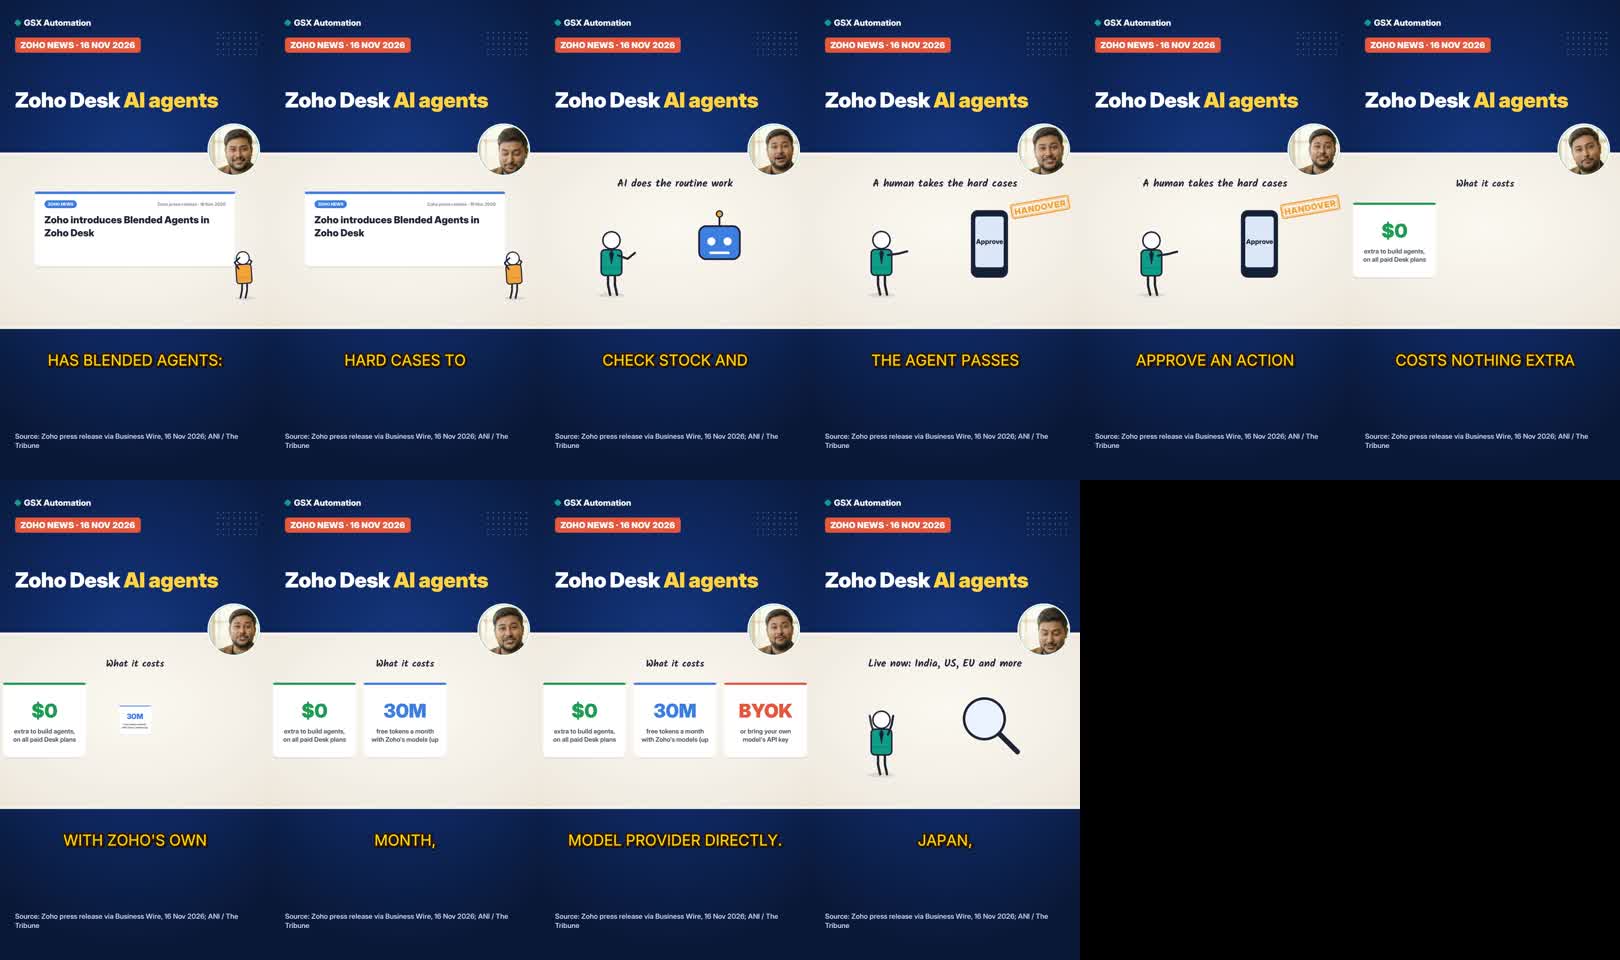 GSX Automation
ZOHO NEWS · 16 NOV 2026
Zoho Desk AI agents
ZOHO NEWS
Zoho press release · 16 Nov 2026
Zoho introduces Blended Agents in
Zoho Desk
HAS BLENDED AGENTS:
Source: Zoho press release via Business Wire, 16 Nov 2026; ANI / The
Tribune
GSX Automation
ZOHO NEWS · 16 NOV 2026
Zoho Desk AI agents
ZOHO NEWS
Zoho press release · 16 Nov 2026
Zoho introduces Blended Agents in
Zoho Desk
HARD CASES TO
Source: Zoho press release via Business Wire, 16 Nov 2026; ANI / The
Tribune
GSX Automation
ZOHO NEWS · 16 NOV 2026
Zoho Desk AI agents
AI does the routine work
CHECK STOCK AND
Source: Zoho press release via Business Wire, 16 Nov 2026; ANI / The
Tribune
GSX Automation
ZOHO NEWS · 16 NOV 2026
Zoho Desk AI agents
A human takes the hard cases
HANDOVER
Approve
THE AGENT PASSES
Source: Zoho press release via Business Wire, 16 Nov 2026; ANI / The
Tribune
GSX Automation
ZOHO NEWS · 16 NOV 2026
Zoho Desk AI agents
A human takes the hard cases
HANDOVER
Approve
APPROVE AN ACTION
Source: Zoho press release via Business Wire, 16 Nov 2026; ANI / The
Tribune
GSX Automation
ZOHO NEWS · 16 NOV 2026
Zoho Desk AI agents
What it costs
$0
extra to build agents,
on all paid Desk plans
COSTS NOTHING EXTRA
Source: Zoho press release via Business Wire, 16 Nov 2026; ANI / The
Tribune
GSX Automation
ZOHO NEWS · 16 NOV 2026
Zoho Desk AI agents
What it costs
$0
extra to build agents,
on all paid Desk plans
30M
WITH ZOHO'S OWN
Source: Zoho press release via Business Wire, 16 Nov 2026; ANI / The
Tribune
GSX Automation
ZOHO NEWS · 16 NOV 2026
Zoho Desk AI agents
What it costs
$0
extra to build agents,
on all paid Desk plans
30M
free tokens a month
with Zoho's models (up
MONTH,
Source: Zoho press release via Business Wire, 16 Nov 2026; ANI / The
Tribune
GSX Automation
ZOHO NEWS · 16 NOV 2026
Zoho Desk AI agents
What it costs
$0
extra to build agents,
on all paid Desk plans
30M
free tokens a month
with Zoho's models (up
BYOK
or bring your own
model's API key
MODEL PROVIDER DIRECTLY.
Source: Zoho press release via Business Wire, 16 Nov 2026; ANI / The
Tribune
GSX Automation
ZOHO NEWS · 16 NOV 2026
Zoho Desk AI agents
Live now: India, US, EU and more
JAPAN,
Source: Zoho press release via Business Wire, 16 Nov 2026; ANI / The
Tribune